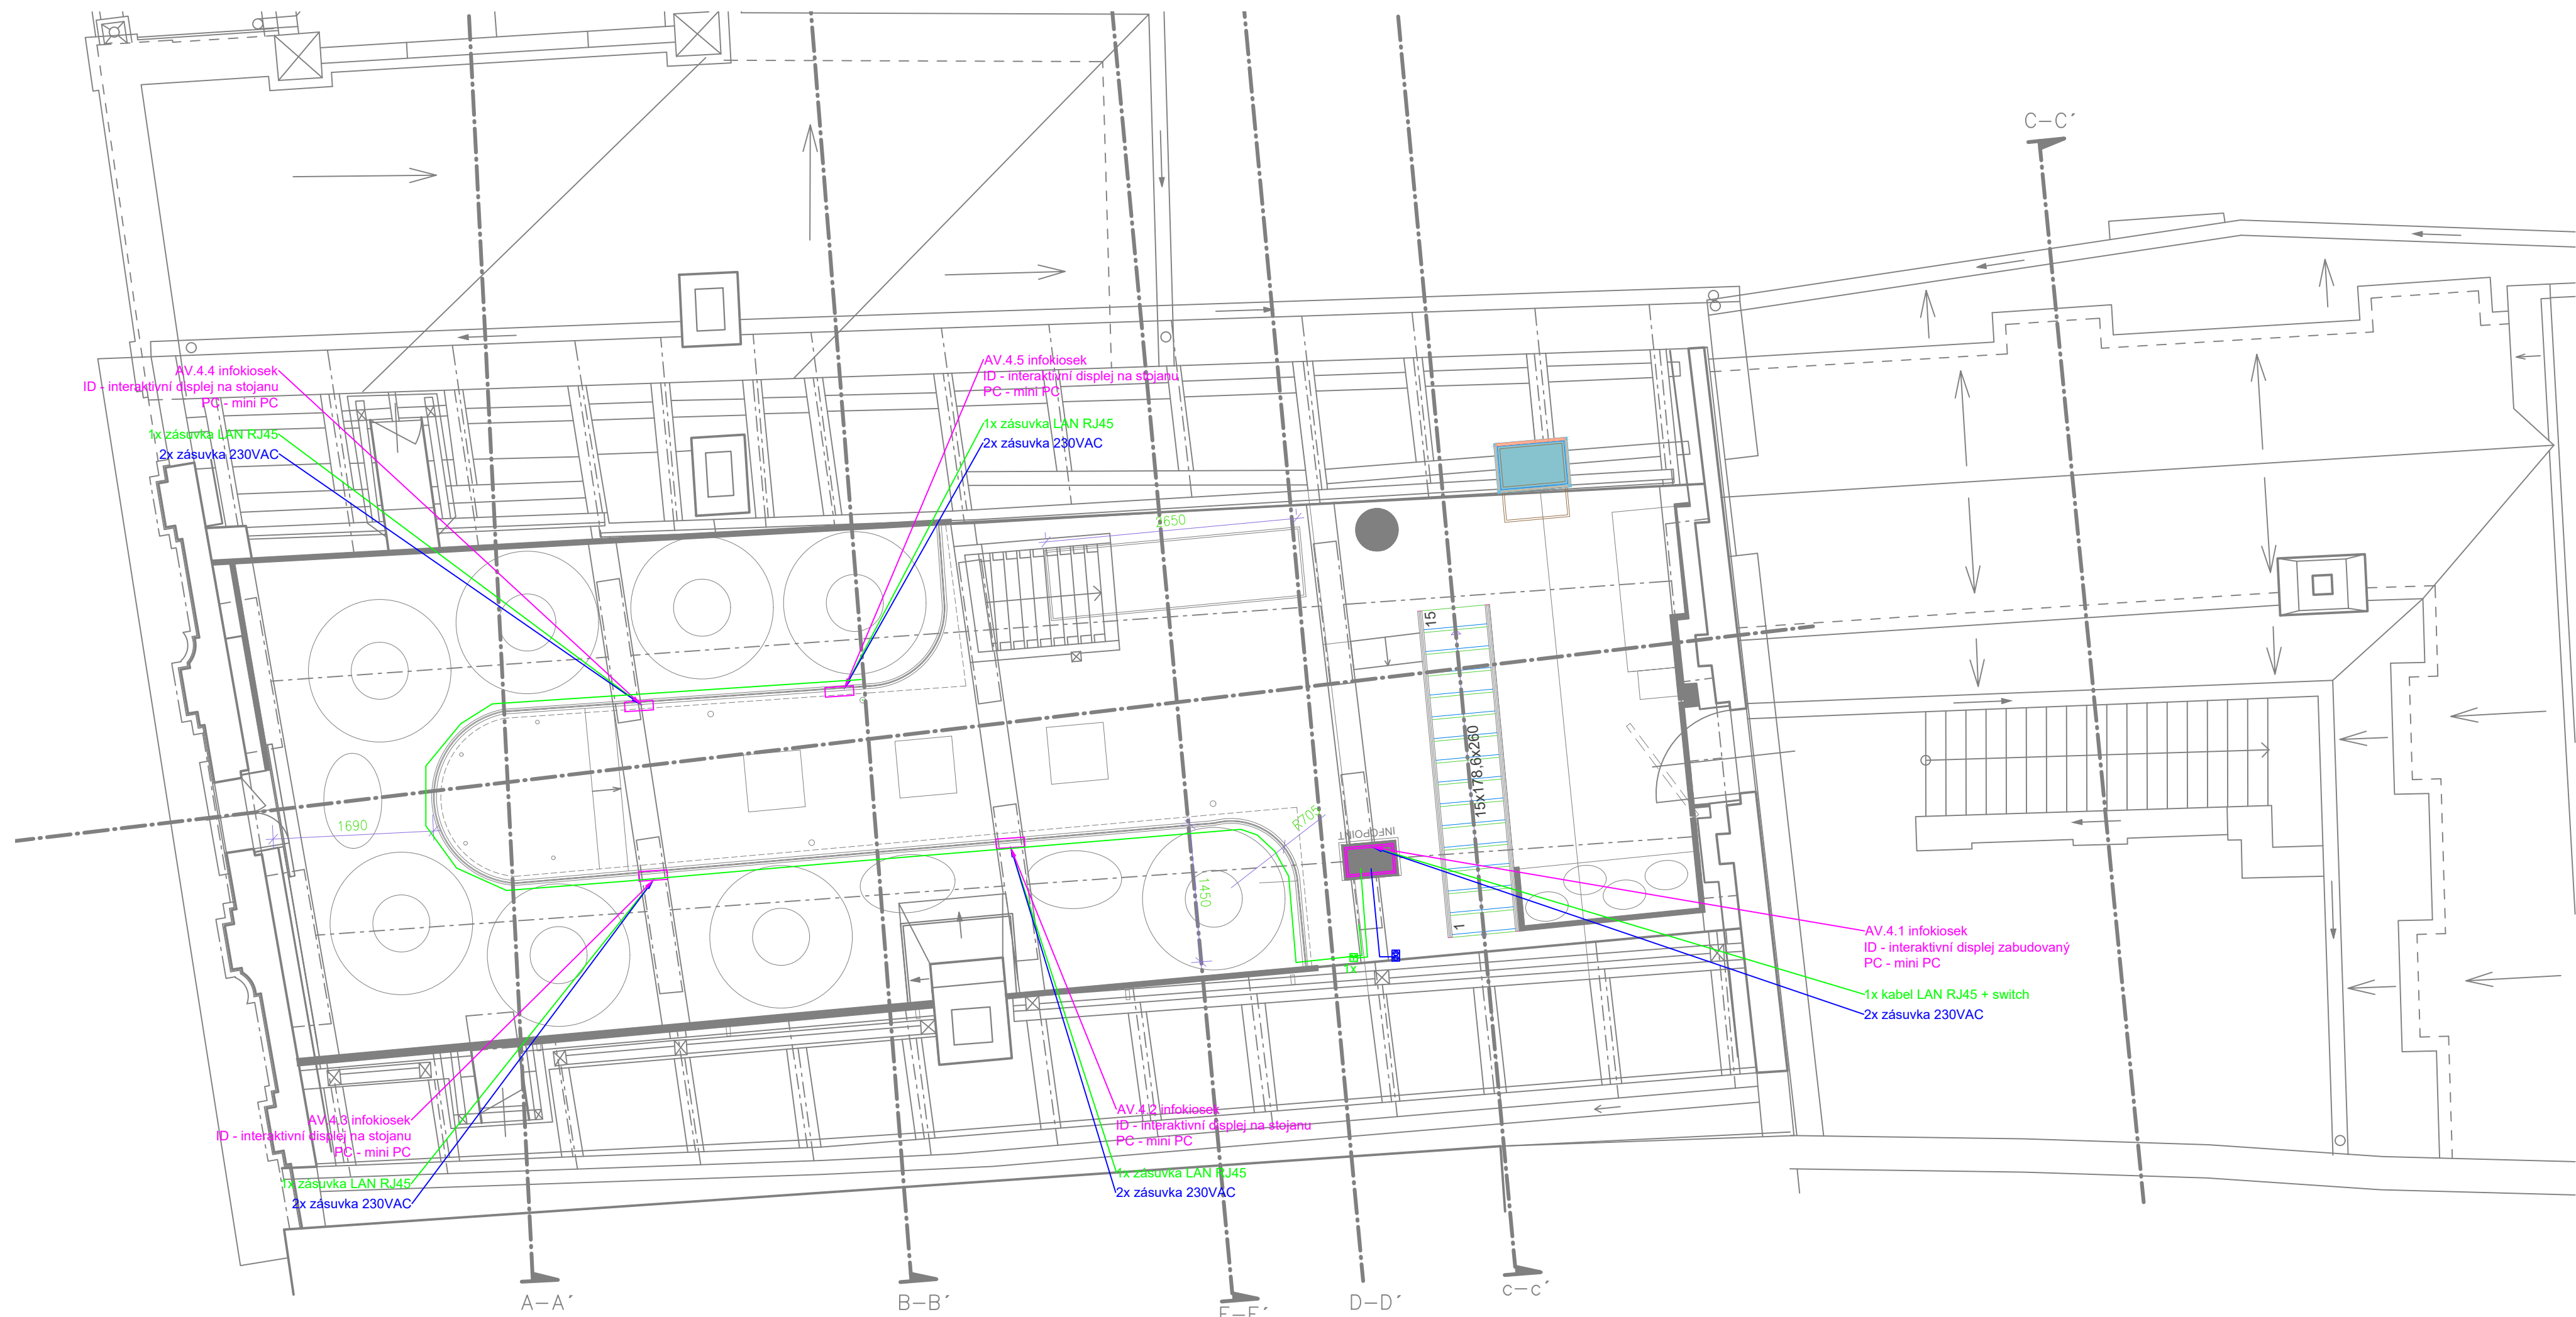 C-C´
AV.4.4 infokiosek
ID - interaktivní displej na stojanu
PC - mini PC
1x zásuvka LAN RJ45
2x zásuvka 230VAC
AV.4.5 infokiosek
ID - interaktivní displej na stojanu
PC - mini PC
1x zásuvka LAN RJ45
2x zásuvka 230VAC
2650
15
15x178,6x260
1
1690
R705
1450
INFOPOINT
1x
AV.4.1 infokiosek
ID - interaktivní displej zabudovaný
PC - mini PC
1x kabel LAN RJ45 + switch
2x zásuvka 230VAC
AV.4.3 infokiosek
ID - interaktivní displej na stojanu
PC - mini PC
1x zásuvka LAN RJ45
2x zásuvka 230VAC
AV.4.2 infokiosek
ID - interaktivní displej na stojanu
PC - mini PC
1x zásuvka LAN RJ45
2x zásuvka 230VAC
A-A´
B-B´
D-D´
c-c´